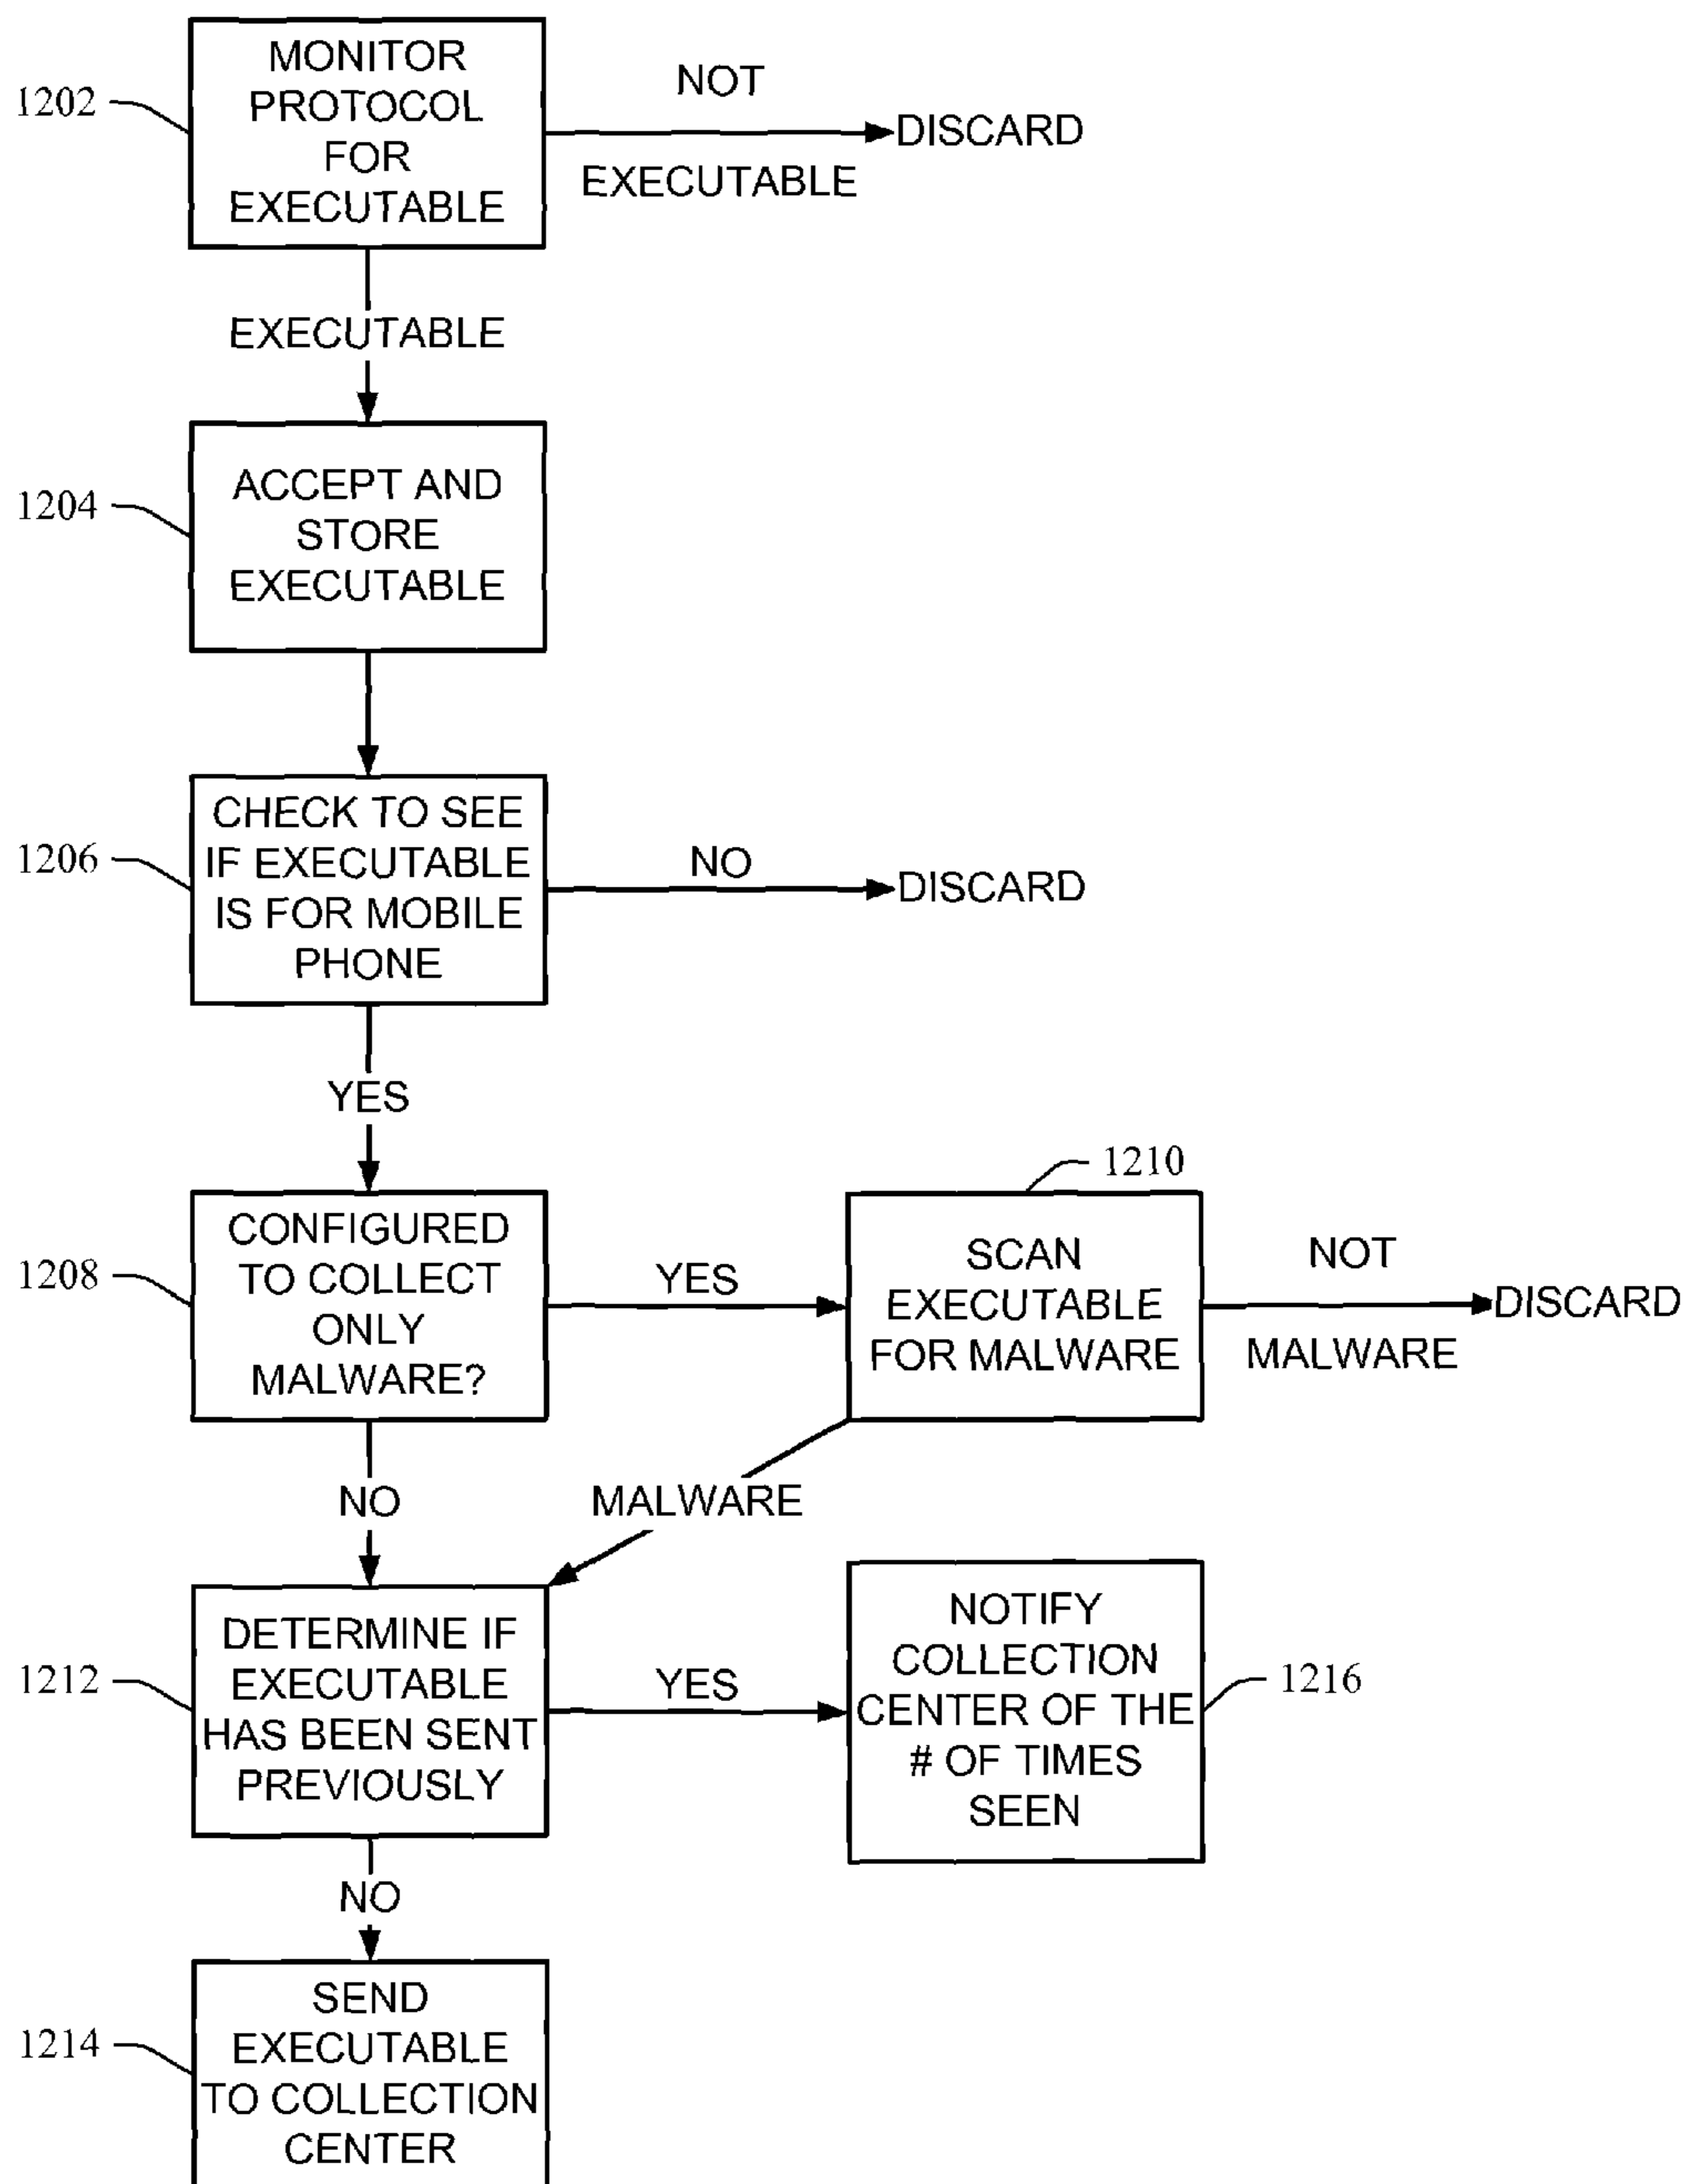 MONITOR
PROTOCOL
FOR
EXECUTABLE
1202
NOT
EXECUTABLE
DISCARD
EXECUTABLE
1204
ACCEPT AND
STORE
EXECUTABLE
1206
CHECK TO SEE
IF EXECUTABLE
IS FOR MOBILE
PHONE
NO
DISCARD
YES
1208
CONFIGURED
TO COLLECT
ONLY
MALWARE?
YES
1210
SCAN
EXECUTABLE
FOR MALWARE
NOT
MALWARE
DISCARD
NO
MALWARE
1212
DETERMINE IF
EXECUTABLE
HAS BEEN SENT
PREVIOUSLY
YES
NOTIFY
COLLECTION
CENTER OF THE
# OF TIMES
SEEN
1216
NO
1214
SEND
EXECUTABLE
TO COLLECTION
CENTER